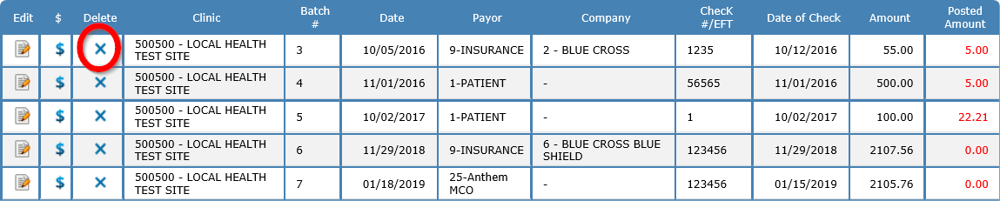 Edit $ Delete Clinic Batch # Date Payor Company ChecK #/EFT Date of Check Amount Posted Amount
$ 500500 - LOCAL HEALTH TEST SITE 3 10/05/2016 9-INSURANCE 2 - BLUE CROSS 1235 10/12/2016 55.00 5.00
$ 500500 - LOCAL HEALTH TEST SITE 4 11/01/2016 1-PATIENT - 56565 11/01/2016 500.00 5.00
$ 500500 - LOCAL HEALTH TEST SITE 5 10/02/2017 1-PATIENT - 1 10/02/2017 100.00 22.21
$ 500500 - LOCAL HEALTH TEST SITE 6 11/29/2018 9-INSURANCE 6 - BLUE CROSS BLUE SHIELD 123456 11/29/2018 2107.56 0.00
$ 500500 - LOCAL HEALTH TEST SITE 7 01/18/2019 25-Anthem MCO - 123456 01/15/2019 2105.76 0.00